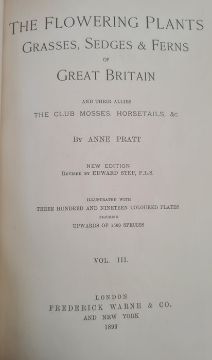 THE FLOWERING PLANTS
GRASSES, SEDGES & FERNS
OF
GREAT BRITAIN
AND THEIR ALLIES
THE CLUB MOSSES, HORSETAILS, &c.
BY ANNE PRATT
NEW EDITION
REVISED BY EDWARD STEP, F.L.S.
ILLUSTRATED WITH
THREE HUNDRED AND NINETEEN COLOURED PLATES
UPWARDS OF 1500 SPECIES
VOL. III.
LONDON
FREDERICK WARNE & CO.
AND NEW YORK
1899